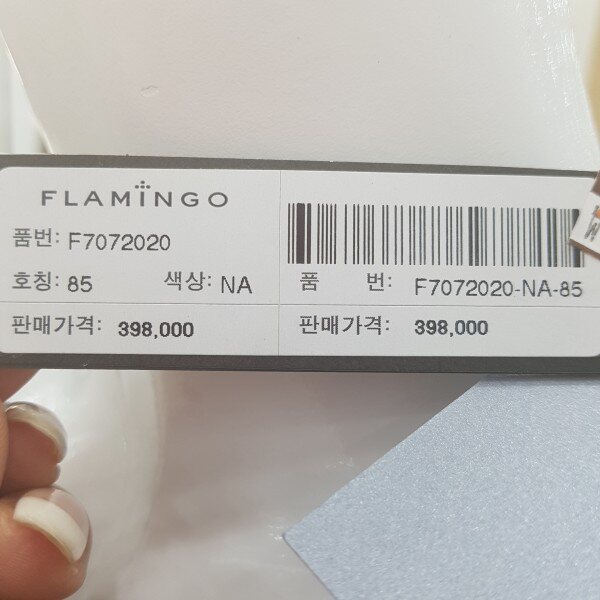 FLAMINGO
품번: F7072020
호칭: 85 색상: NA
판매가격: 398,000
품 번: F7072020-NA-85
판매가격: 398,000